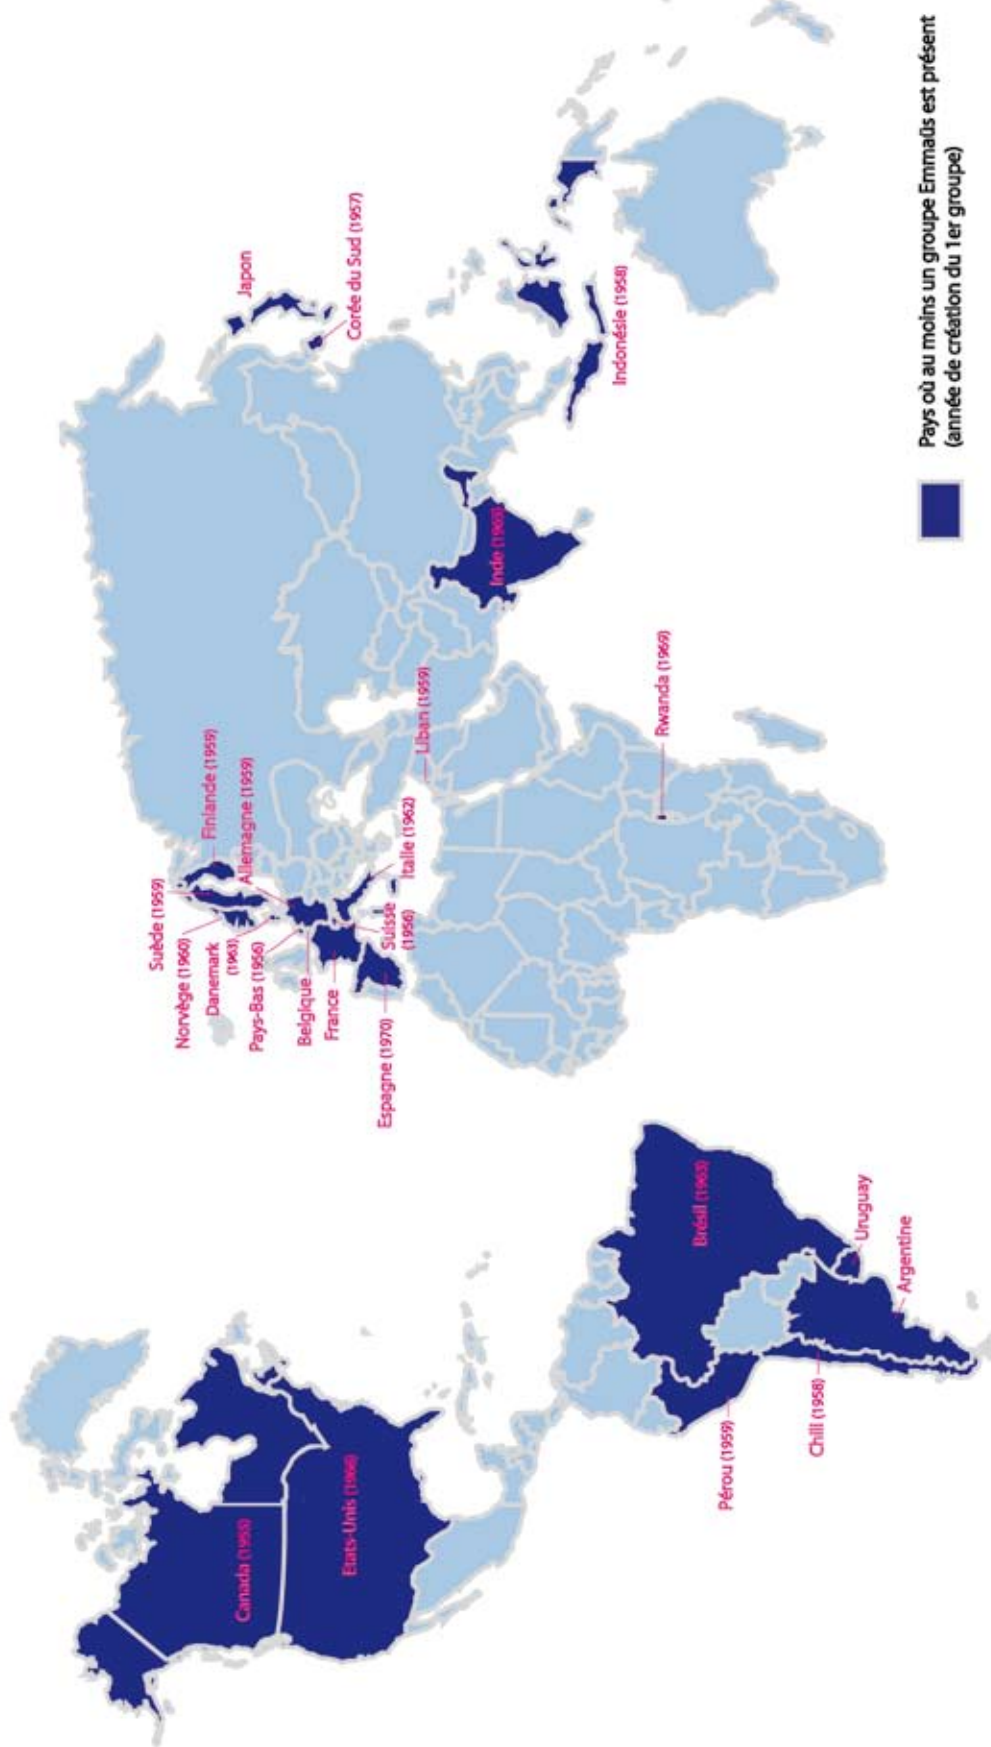 Canada (1955)
Etats-Unis (1966)
Pérou (1959)
Chili (1958)
Brésil (1963)
Uruguay
Argentine
Suède (1959)
Norvège (1960)
Danemark
(1963)
Pays-Bas (1956)
Belgique
France
Espagne (1970)
Finlande (1959)
Allemagne (1959)
Italie (1962)
Suisse
(1956)
Liban (1959)
Rwanda (1969)
Inde (1963)
Japon
Corée du Sud (1957)
Indonésie (1958)
Pays où au moins un groupe Emmaüs est présent
(année de création du 1er groupe)